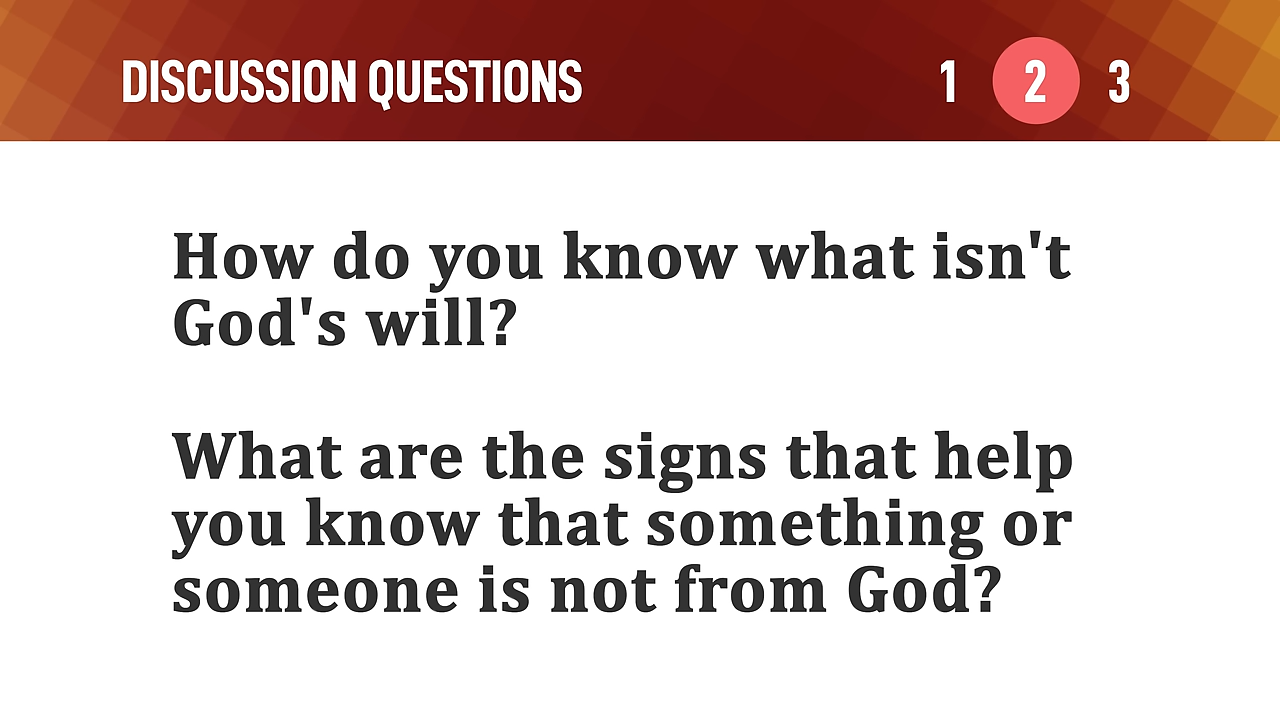 DISCUSSION QUESTIONS 1 2 3
How do you know what isn't
God's will?
What are the signs that help
you know that something or
someone is not from God?